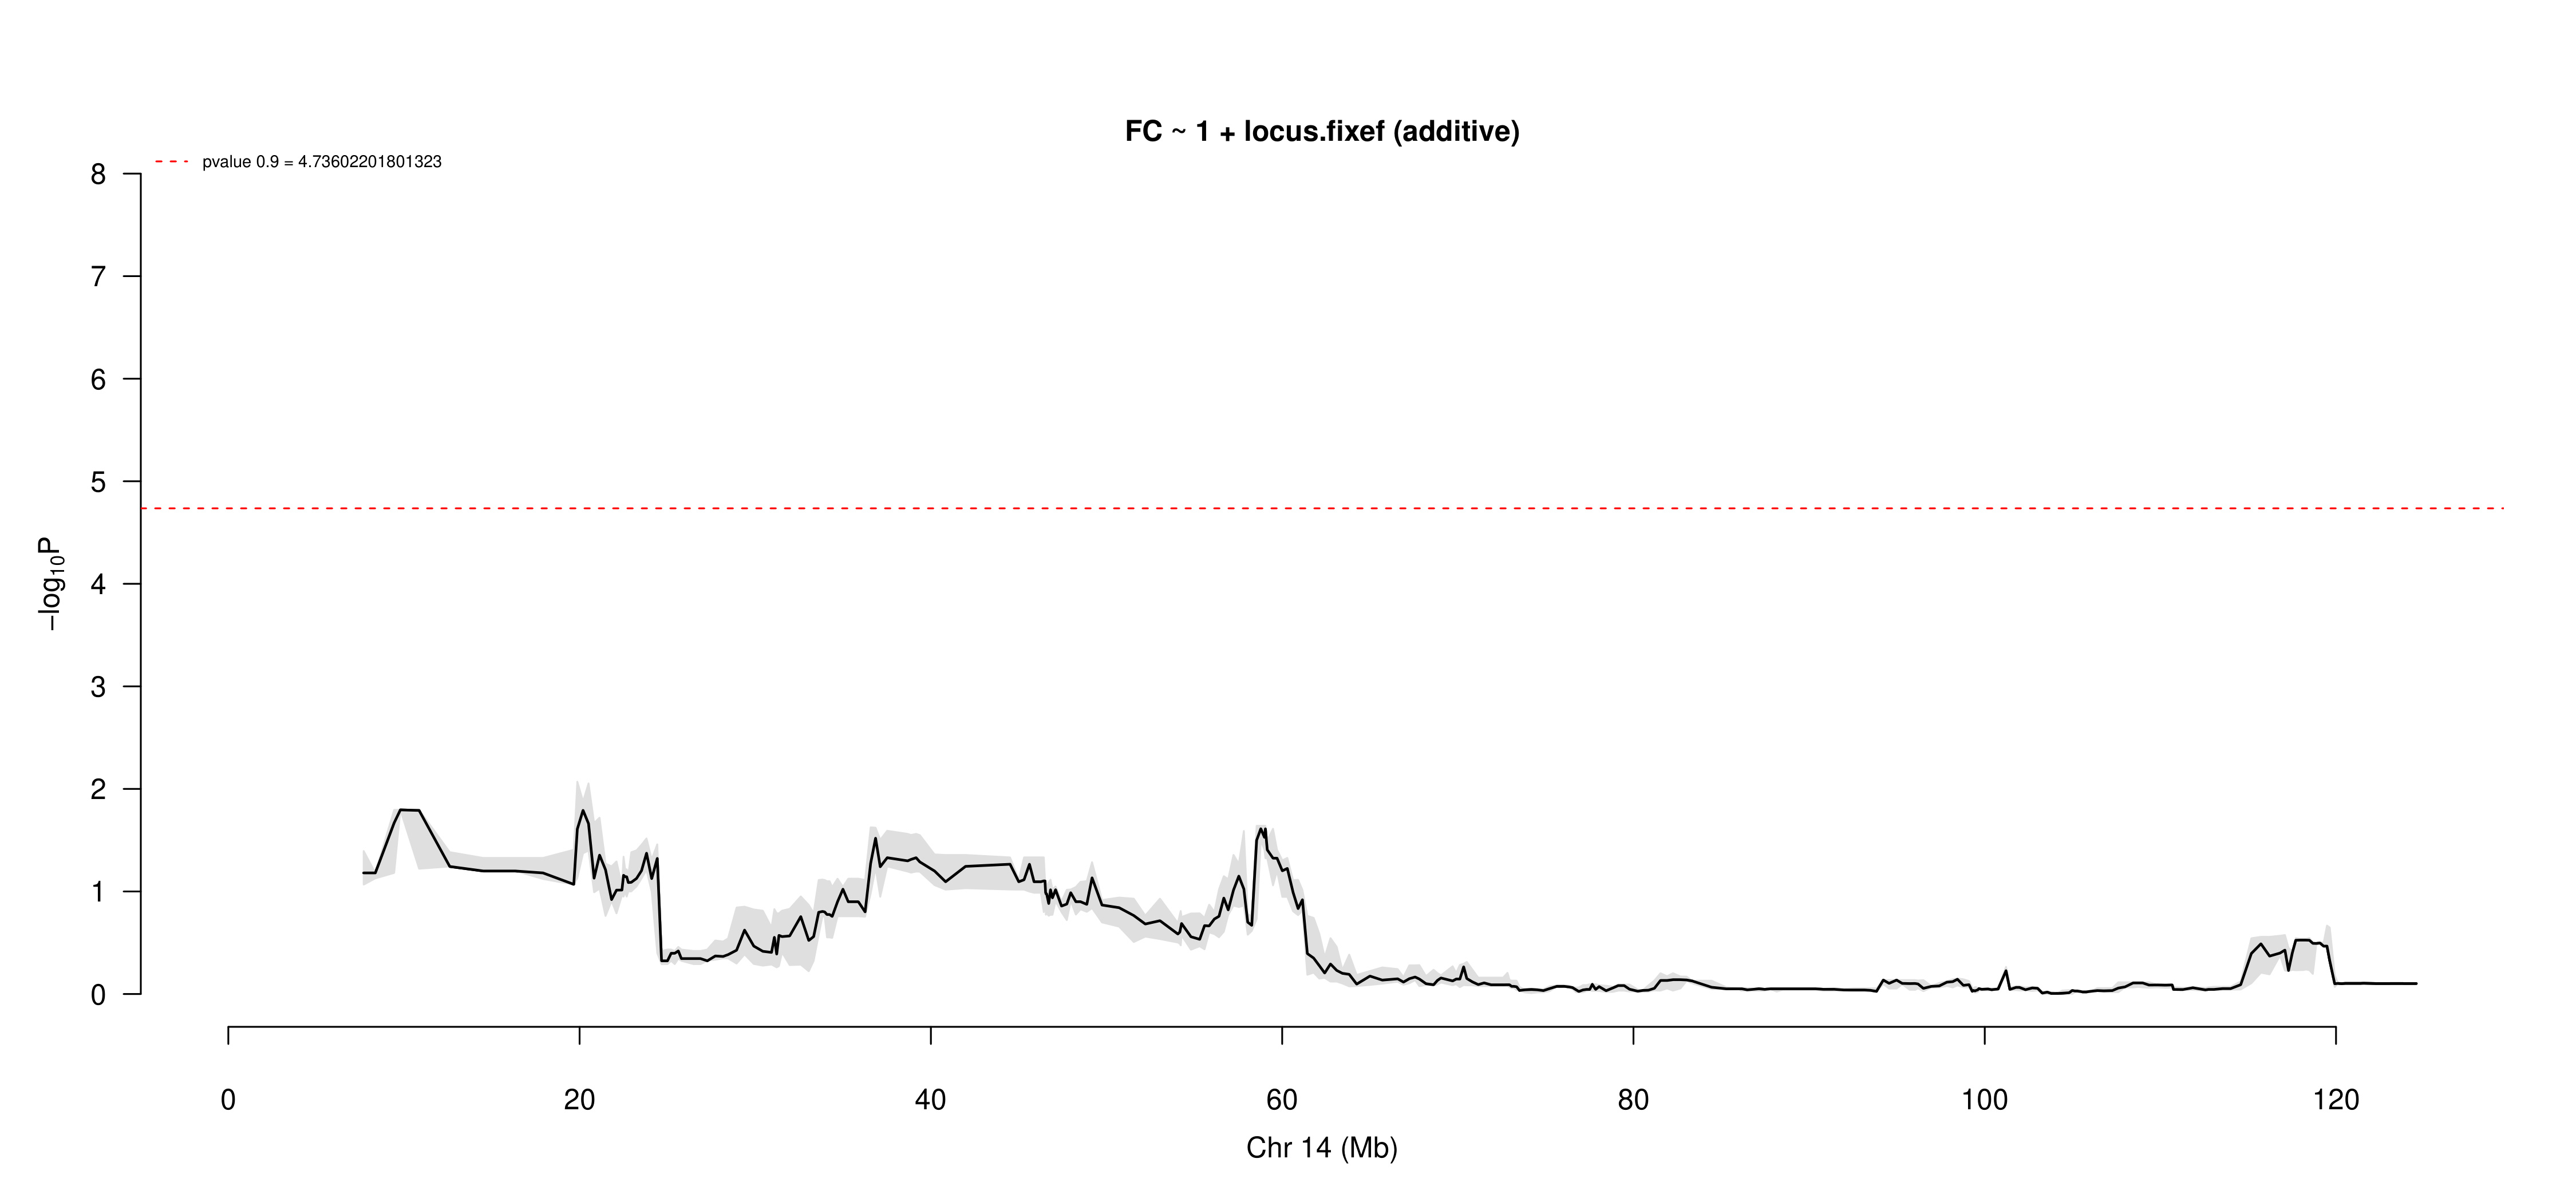 FC ~ 1 + locus.fixef (additive)
pvalue 0.9 = 4.73602201801323
8
7
6
5
4
3
2
1
0
−log10P
0 20 40 60 80 100 120
Chr 14 (Mb)